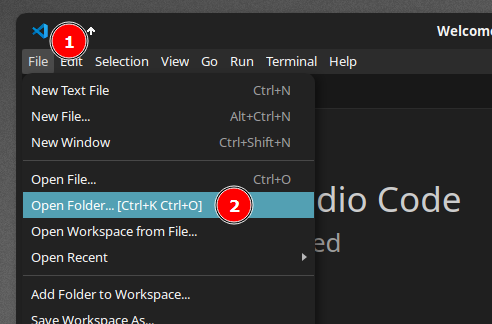 Welcome
1
File Edit Selection View Go Run Terminal Help
New Text File Ctrl+N
New File... Alt+Ctrl+N
New Window Ctrl+Shift+N
Open File... Ctrl+O
Open Folder... [Ctrl+K Ctrl+O] 2
dio Code
Open Workspace from File...
ed
Open Recent
Add Folder to Workspace...
Save Workspace As...